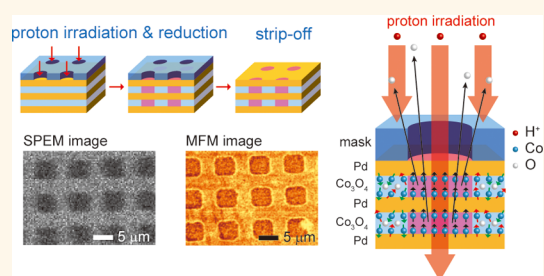 proton irradiation & reduction
strip-off
SPEM image
MFM image
5 μm
5 μm
proton irradiation
mask
Pd
Co₃O₄
Pd
Co₃O₄
Pd
H⁺
Co
O